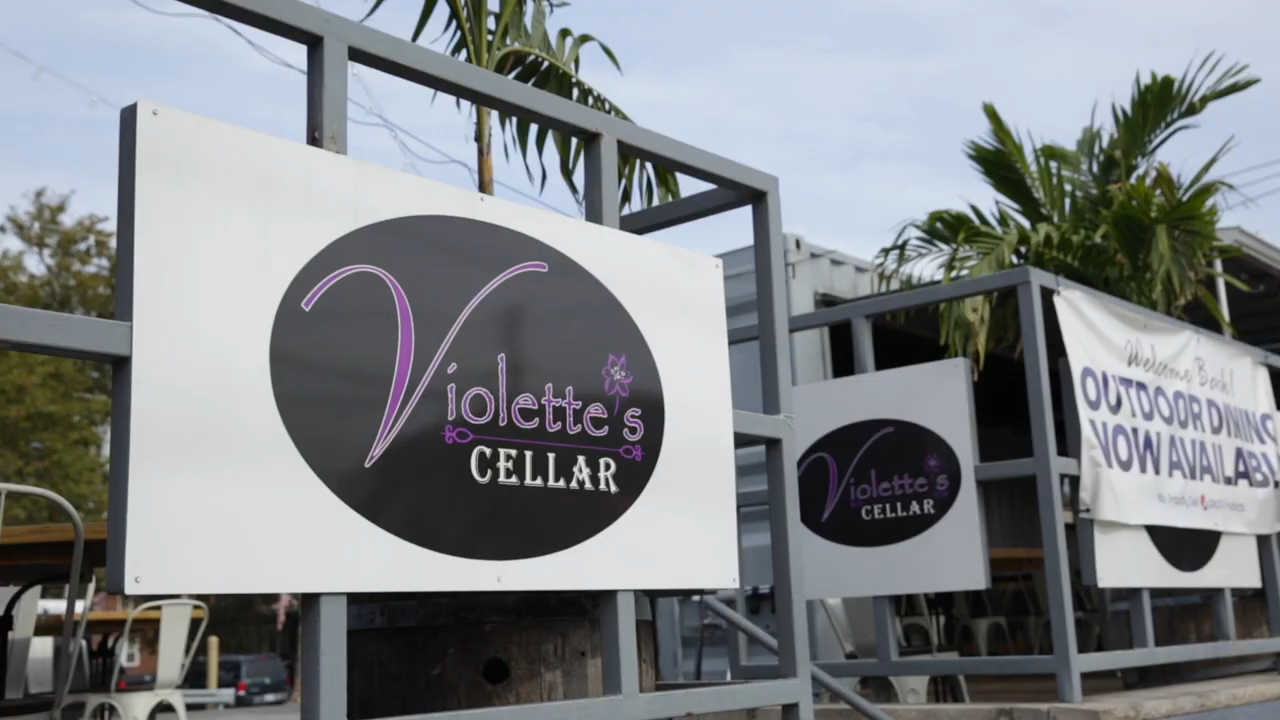 Violette's
CELLAR
Violette's
CELLAR
Welcome Back!
OUTDOOR DINING
NOW AVAILABL